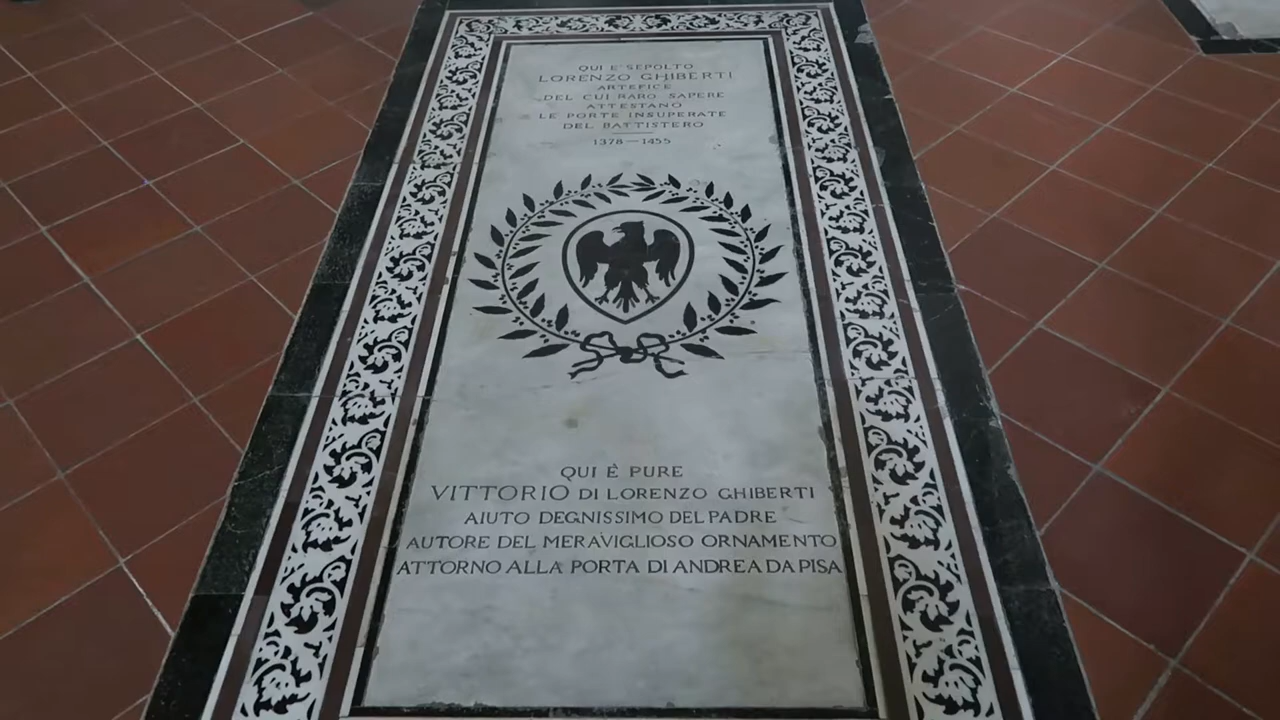 QUI E' SEPOLTO
LORENZO GHIBERTI
ARTEFICE
DEL CUI RARO SAPERE
ATTESTANO
LE PORTE INSUPERATE
DEL BATTISTERO
1378-1455
QUI È PURE
VITTORIO DI LORENZO GHIBERTI
AIUTO DEGNISSIMO DEL PADRE
AUTORE DEL MERAVIGLIOSO ORNAMENTO
ATTORNO ALLA PORTA DI ANDREA DA PISA